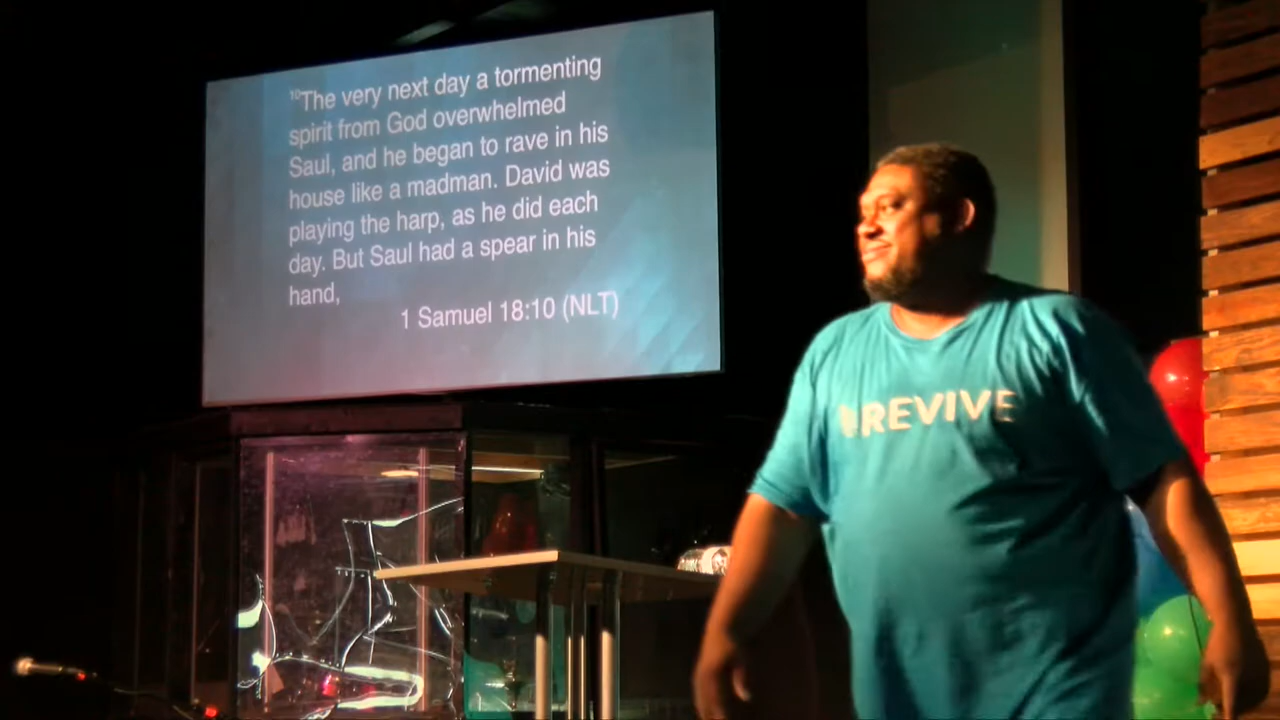 ¹⁰The very next day a tormenting
spirit from God overwhelmed
Saul, and he began to rave in his
house like a madman. David was
playing the harp, as he did each
day. But Saul had a spear in his
hand,
1 Samuel 18:10 (NLT)
REVIVE